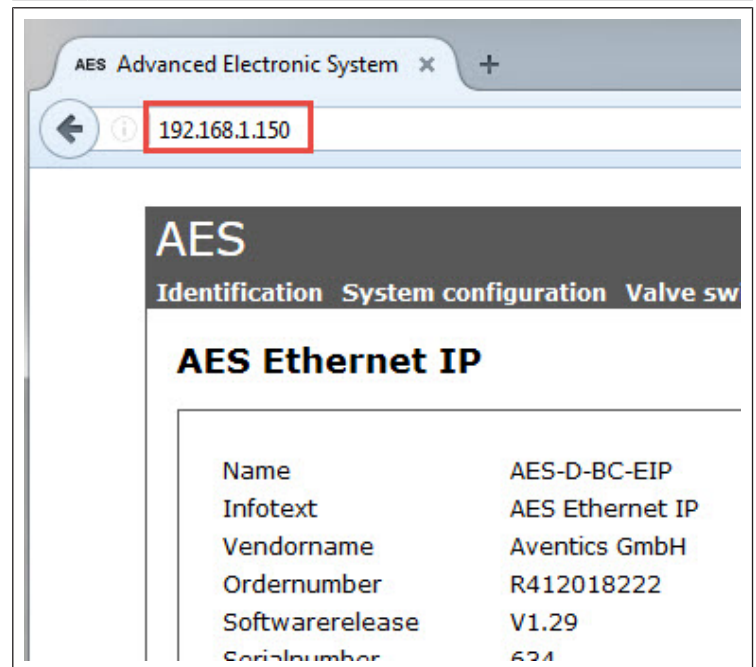 AES Advanced Electronic System × +
192.168.1.150
AES
Identification System configuration Valve sw
AES Ethernet IP
Name AES-D-BC-EIP
Infotext AES Ethernet IP
Vendorname Aventics GmbH
Ordernumber R412018222
Softwarerelease V1.29
Serialnumber 634